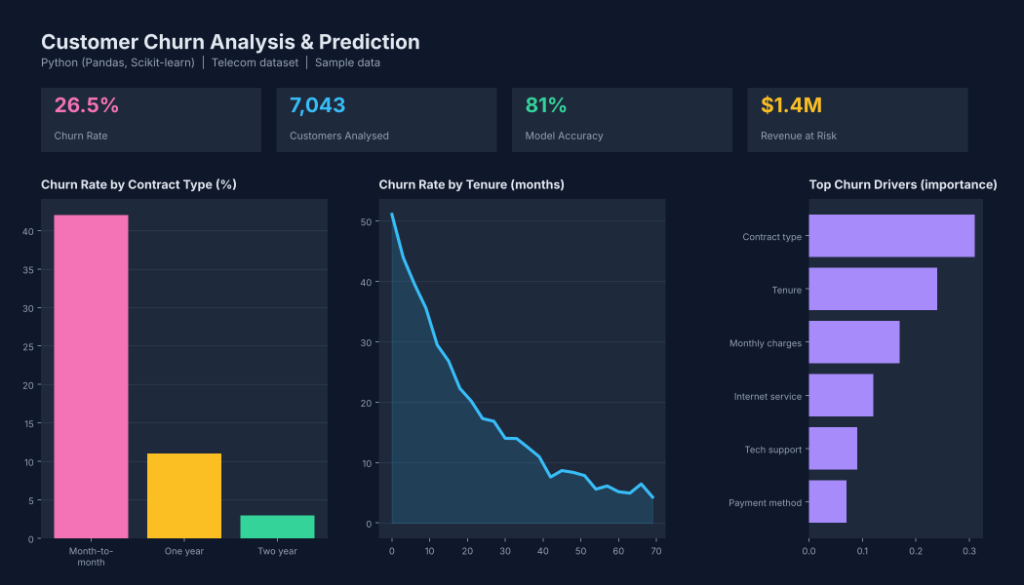 Customer Churn Analysis & Prediction
Python (Pandas, Scikit-learn) | Telecom dataset | Sample data
26.5%
Churn Rate
7,043
Customers Analysed
81%
Model Accuracy
$1.4M
Revenue at Risk
Churn Rate by Contract Type (%)
40
35
30
25
20
15
10
5
0
Month-to-
month
One year
Two year
Churn Rate by Tenure (months)
50
40
30
20
10
0
0 10 20 30 40 50 60 70
Top Churn Drivers (importance)
Contract type
Tenure
Monthly charges
Internet service
Tech support
Payment method
0.0 0.1 0.2 0.3